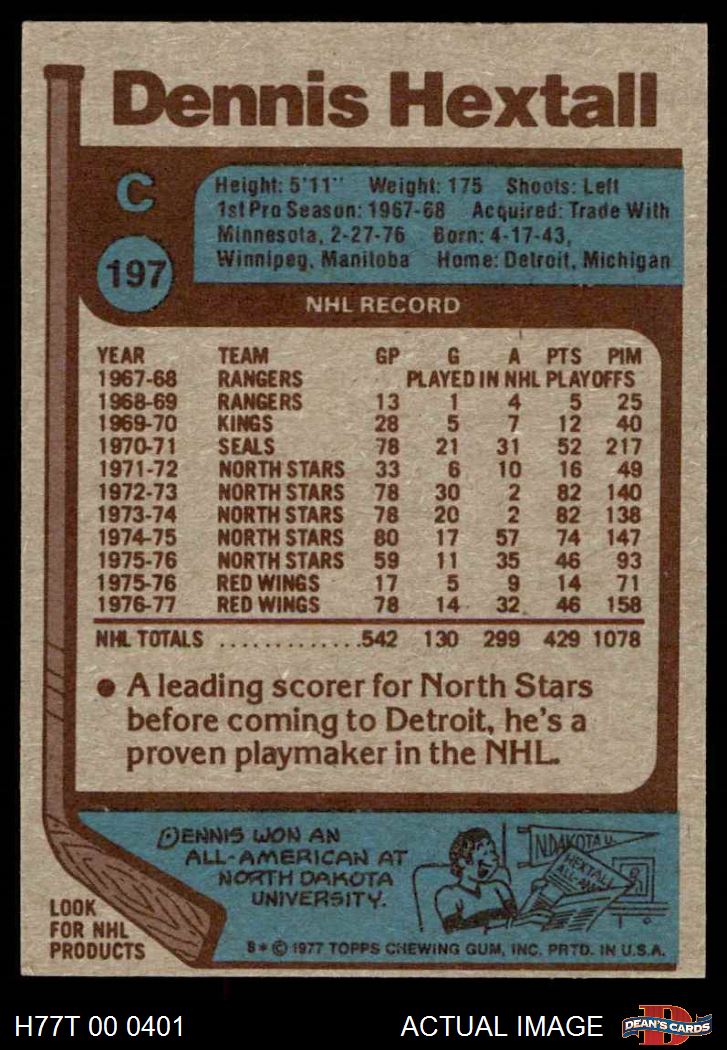 Dennis Hextall
C
197
Height: 5'11" Weight: 175 Shoots: Left
1st Pro Season: 1967-68 Acquired: Trade With
Minnesota, 2-27-76 Born: 4-17-43,
Winnipeg, Manitoba Home: Detroit, Michigan
NHL RECORD
YEAR TEAM GP G A PTS PIM
1967-68 RANGERS PLAYED IN NHL PLAYOFFS
1968-69 RANGERS 13 1 4 5 25
1969-70 KINGS 28 5 7 12 40
1970-71 SEALS 78 21 31 52 217
1971-72 NORTH STARS 33 6 10 16 49
1972-73 NORTH STARS 78 30 2 82 140
1973-74 NORTH STARS 78 20 2 82 138
1974-75 NORTH STARS 80 17 57 74 147
1975-76 NORTH STARS 59 11 35 46 93
1975-76 RED WINGS 17 5 9 14 71
1976-77 RED WINGS 78 14 32 46 158
NHL TOTALS ..............542 130 299 429 1078
● A leading scorer for North Stars
before coming to Detroit, he's a
proven playmaker in the NHL.
DENNIS WON AN
ALL-AMERICAN AT
NORTH DAKOTA
UNIVERSITY.
N DAKOTA U.
HEXTALL
ALL AM
LOOK
FOR NHL
PRODUCTS
8 * © 1977 TOPPS CHEWING GUM, INC. PRTD. IN U.S.A.
H77T 00 0401
ACTUAL IMAGE
D
DEAN'S CARDS